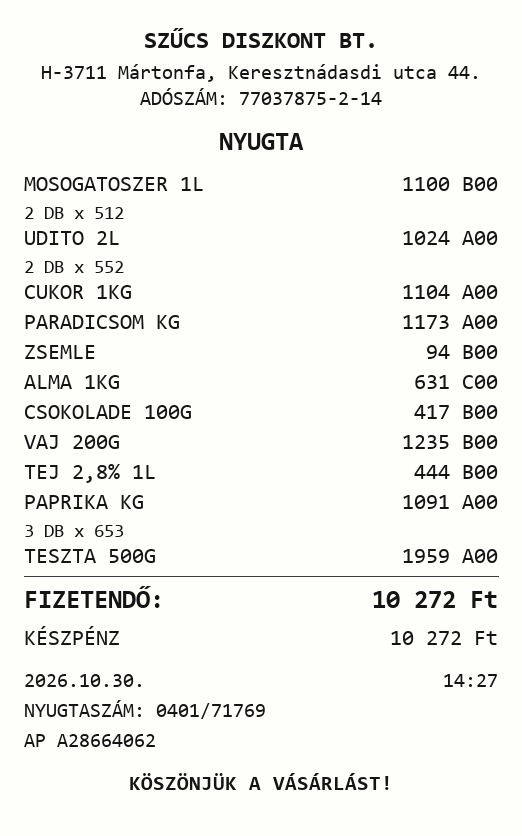 SZŰCS DISZKONT BT.
H-3711 Mártonfa, Keresztnádasdi utca 44.
ADÓSZÁM: 77037875-2-14
NYUGTA
MOSOGATOSZER 1L 1100 B00
2 DB x 512
UDITO 2L 1024 A00
2 DB x 552
CUKOR 1KG 1104 A00
PARADICSOM KG 1173 A00
ZSEMLE 94 B00
ALMA 1KG 631 C00
CSOKOLADE 100G 417 B00
VAJ 200G 1235 B00
TEJ 2,8% 1L 444 B00
PAPRIKA KG 1091 A00
3 DB x 653
TESZTA 500G 1959 A00
FIZETENDŐ: 10 272 Ft
KÉSZPÉNZ 10 272 Ft
2026.10.30. 14:27
NYUGTASZÁM: 0401/71769
AP A28664062
KÖSZÖNJÜK A VÁSÁRLÁST!